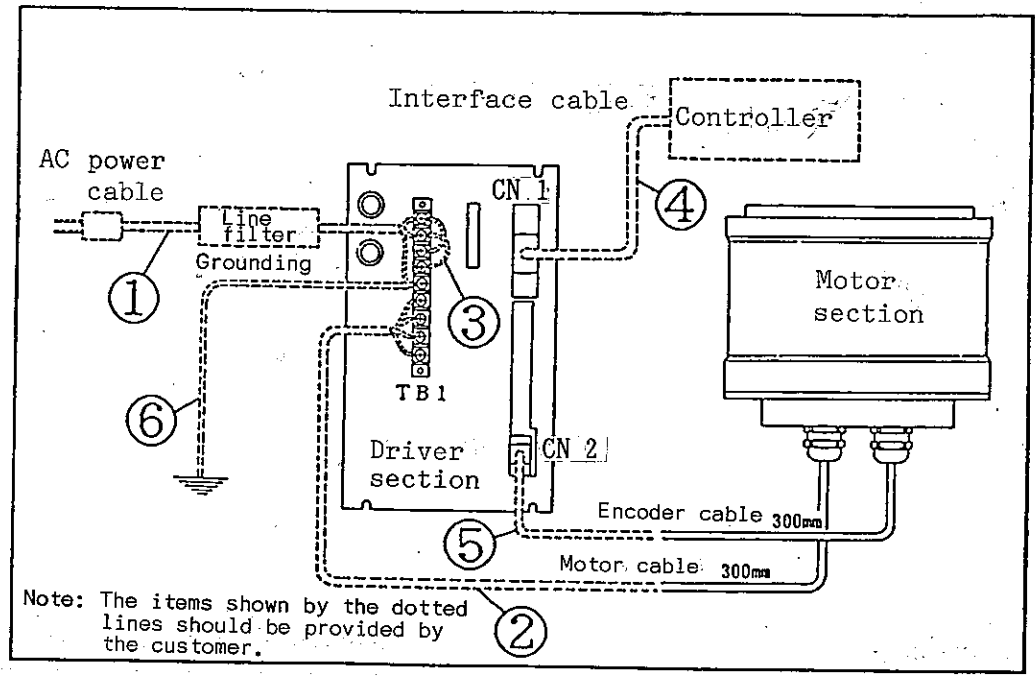 Interface cable
Controller
AC power
cable
CN 1
④
Line
filter
Grounding
①
③
Motor
section
TB1
⑥
Driver
section
CN 2
Encoder cable 300mm
⑤
Motor cable 300mm
②
Note: The items shown by the dotted
lines should be provided by
the customer.